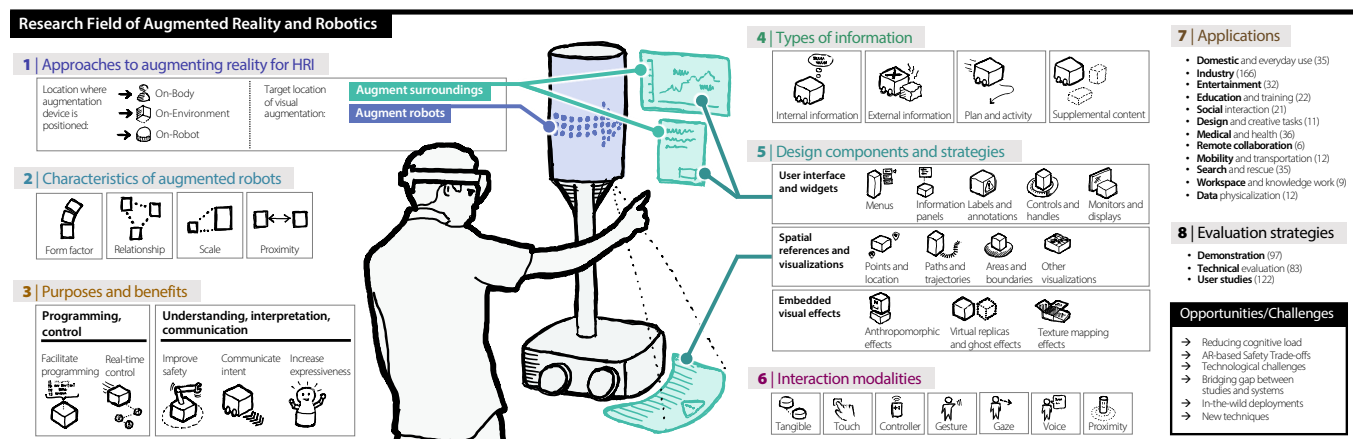 Research Field of Augmented Reality and Robotics
1 | Approaches to augmenting reality for HRI
Location where
augmentation
device is
positioned:
→ On-Body
→ On-Environment
→ On-Robot
Target location
of visual
augmentation:
Augment surroundings
Augment robots
2 | Characteristics of augmented robots
Form factor
Relationship
Scale
Proximity
3 | Purposes and benefits
Programming,
control
Facilitate
programming
Real-time
control
Understanding, interpretation,
communication
Improve
safety
Communicate
intent
Increase
expressiveness
4 | Types of information
Internal information
External information
Plan and activity
Supplemental content
5 | Design components and strategies
User interface
and widgets
Menus
Information
panels
Labels and
annotations
Controls and
handles
Monitors and
displays
Spatial
references and
visualizations
Points and
location
Paths and
trajectories
Areas and
boundaries
Other
visualizations
Embedded
visual effects
Anthropomorphic
effects
Virtual replicas
and ghost effects
Texture mapping
effects
6 | Interaction modalities
Tangible
Touch
Controller
Gesture
Gaze
Voice
Proximity
7 | Applications
• Domestic and everyday use (35)
• Industry (166)
• Entertainment (32)
• Education and training (22)
• Social interaction (21)
• Design and creative tasks (11)
• Medical and health (36)
• Remote collaboration (6)
• Mobility and transportation (12)
• Search and rescue (35)
• Workspace and knowledge work (9)
• Data physicalization (12)
8 | Evaluation strategies
• Demonstration (97)
• Technical evaluation (83)
• User studies (122)
Opportunities/Challenges
→ Reducing cognitive load
→ AR-based Safety Trade-offs
→ Technological challenges
→ Bridging gap between
studies and systems
→ In-the-wild deployments
→ New techniques